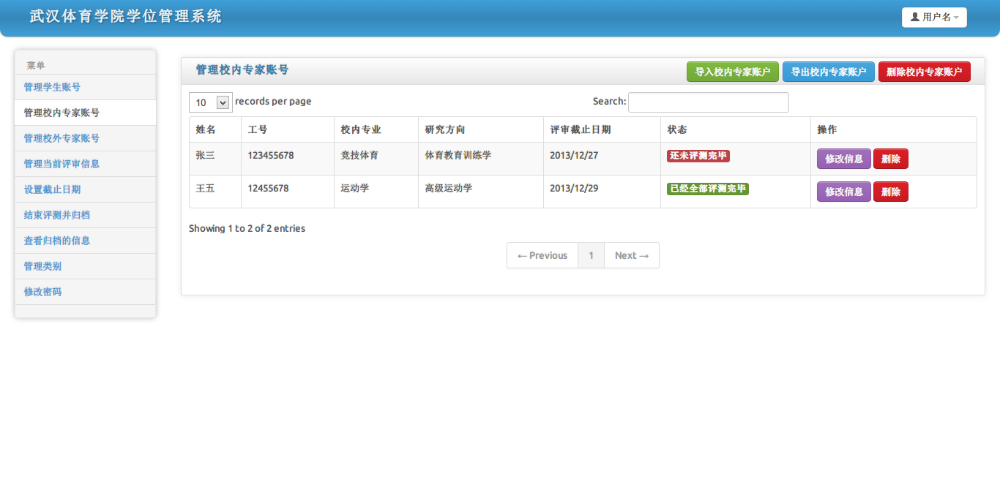 武汉体育学院学位管理系统
用户名
菜单
管理学生账号
管理校内专家账号
管理校外专家账号
管理当前评审信息
设置截止日期
结束评测并归档
查看归档的信息
管理类别
修改密码
管理校内专家账号
导入校内专家账户 导出校内专家账户 删除校内专家账户
10 records per page Search:
姓名 工号 校内专业 研究方向 评审截止日期 状态 操作
张三 123455678 竞技体育 体育教育训练学 2013/12/27 还未评测完毕 修改信息 删除
王五 12455678 运动学 高级运动学 2013/12/29 已经全部评测完毕 修改信息 删除
Showing 1 to 2 of 2 entries
← Previous 1 Next →